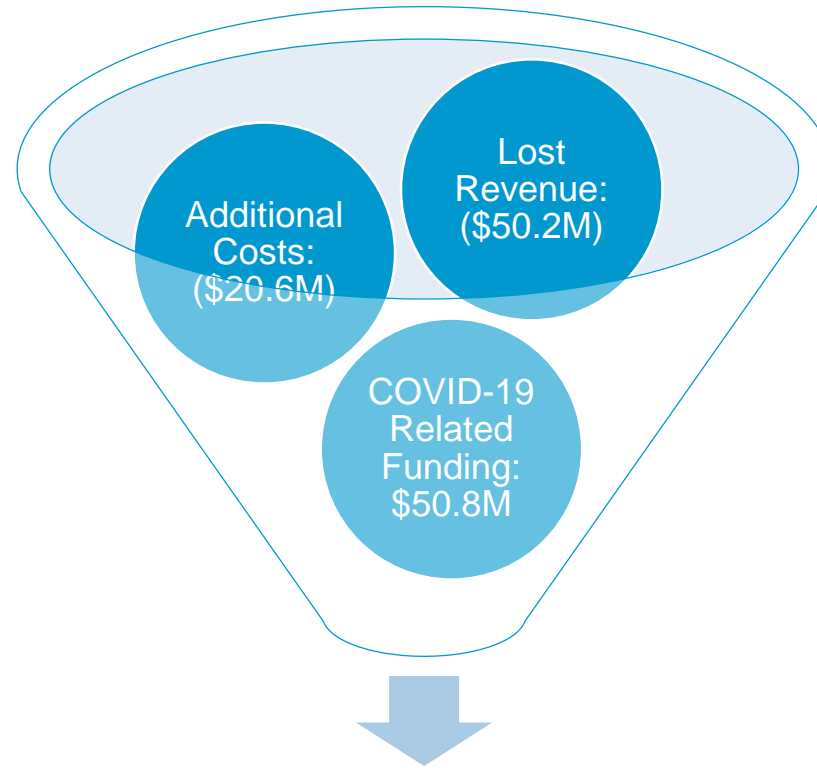 Lost
Revenue:
($50.2M)
Additional
Costs:
($20.6M)
COVID-19
Related
Funding:
$50.8M